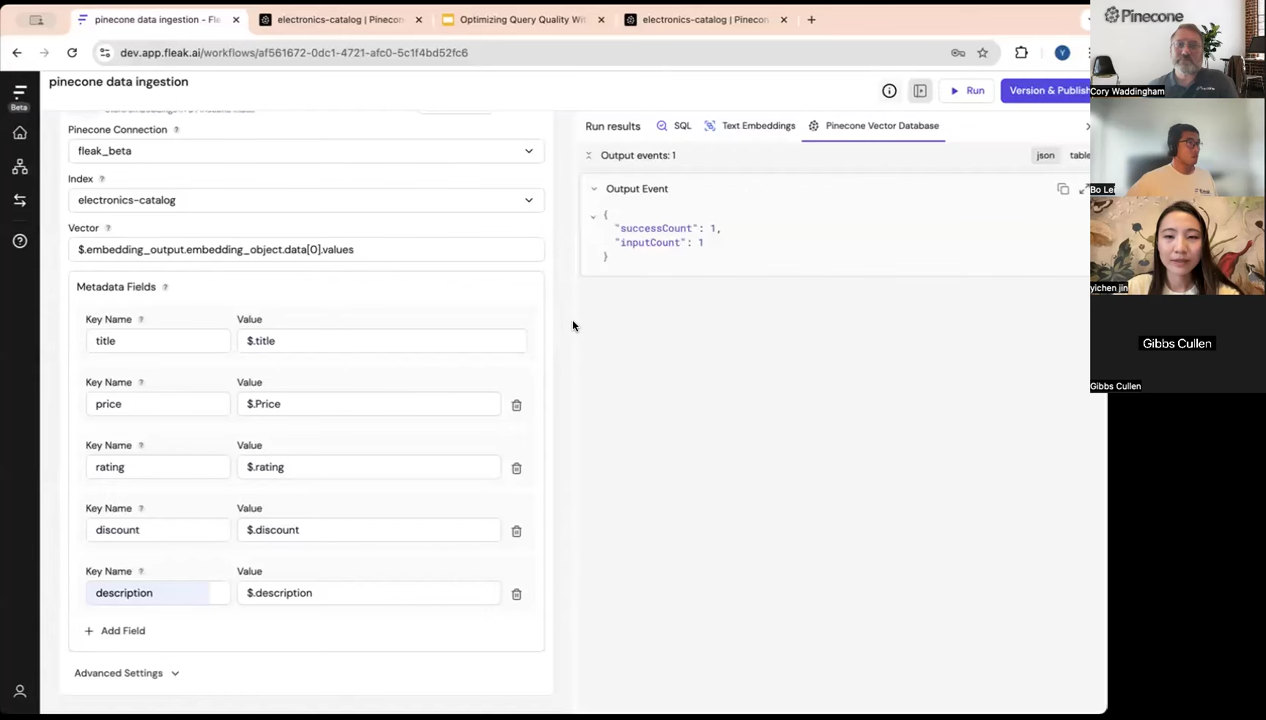 pinecone data ingestion - Fle
electronics-catalog | Pinecon
Optimizing Query Quality Wit
electronics-catalog | Pinecon
dev.app.fleak.ai/workflows/af561672-0dc1-4721-afc0-5c1f4bd52fc6
Y
Beta
pinecone data ingestion
Run
Version & Publish
Pinecone Connection ?
fleak_beta
Index ?
electronics-catalog
Vector ?
$.embedding_output.embedding_object.data[0].values
Metadata Fields ?
Key Name ? Value
title $.title
Key Name ? Value
price $.Price
Key Name ? Value
rating $.rating
Key Name ? Value
discount $.discount
Key Name ? Value
description $.description
+ Add Field
Advanced Settings
Run results SQL Text Embeddings Pinecone Vector Database
Output events: 1 json table
Output Event
{
"successCount": 1,
"inputCount": 1
}
Pinecone
Cory Waddingham
Bo Lei
yichen jin
Gibbs Cullen
Gibbs Cullen